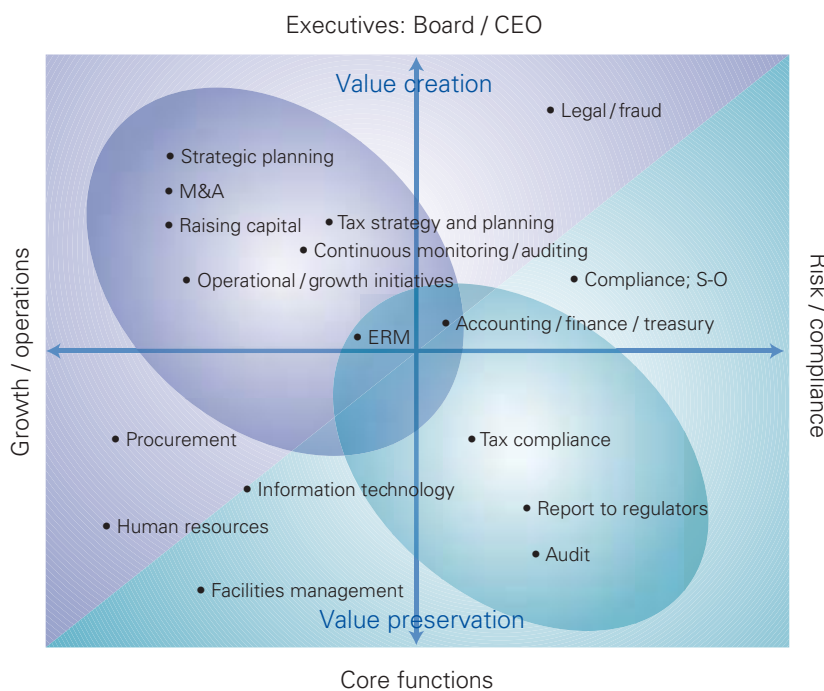 Executives: Board / CEO
Value creation
Legal / fraud
Strategic planning
M&A
Raising capital
Tax strategy and planning
Continuous monitoring / auditing
Operational / growth initiatives
Compliance; S-O
Accounting / finance / treasury
ERM
Growth / operations
Risk / compliance
Procurement
Tax compliance
Information technology
Report to regulators
Human resources
Audit
Facilities management
Value preservation
Core functions